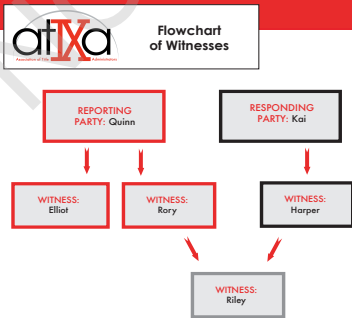 atIXa
Association of Title IX Administrators
Flowchart
of Witnesses
REPORTING
PARTY: Quinn
RESPONDING
PARTY: Kai
WITNESS:
Elliot
WITNESS:
Rory
WITNESS:
Harper
WITNESS:
Riley